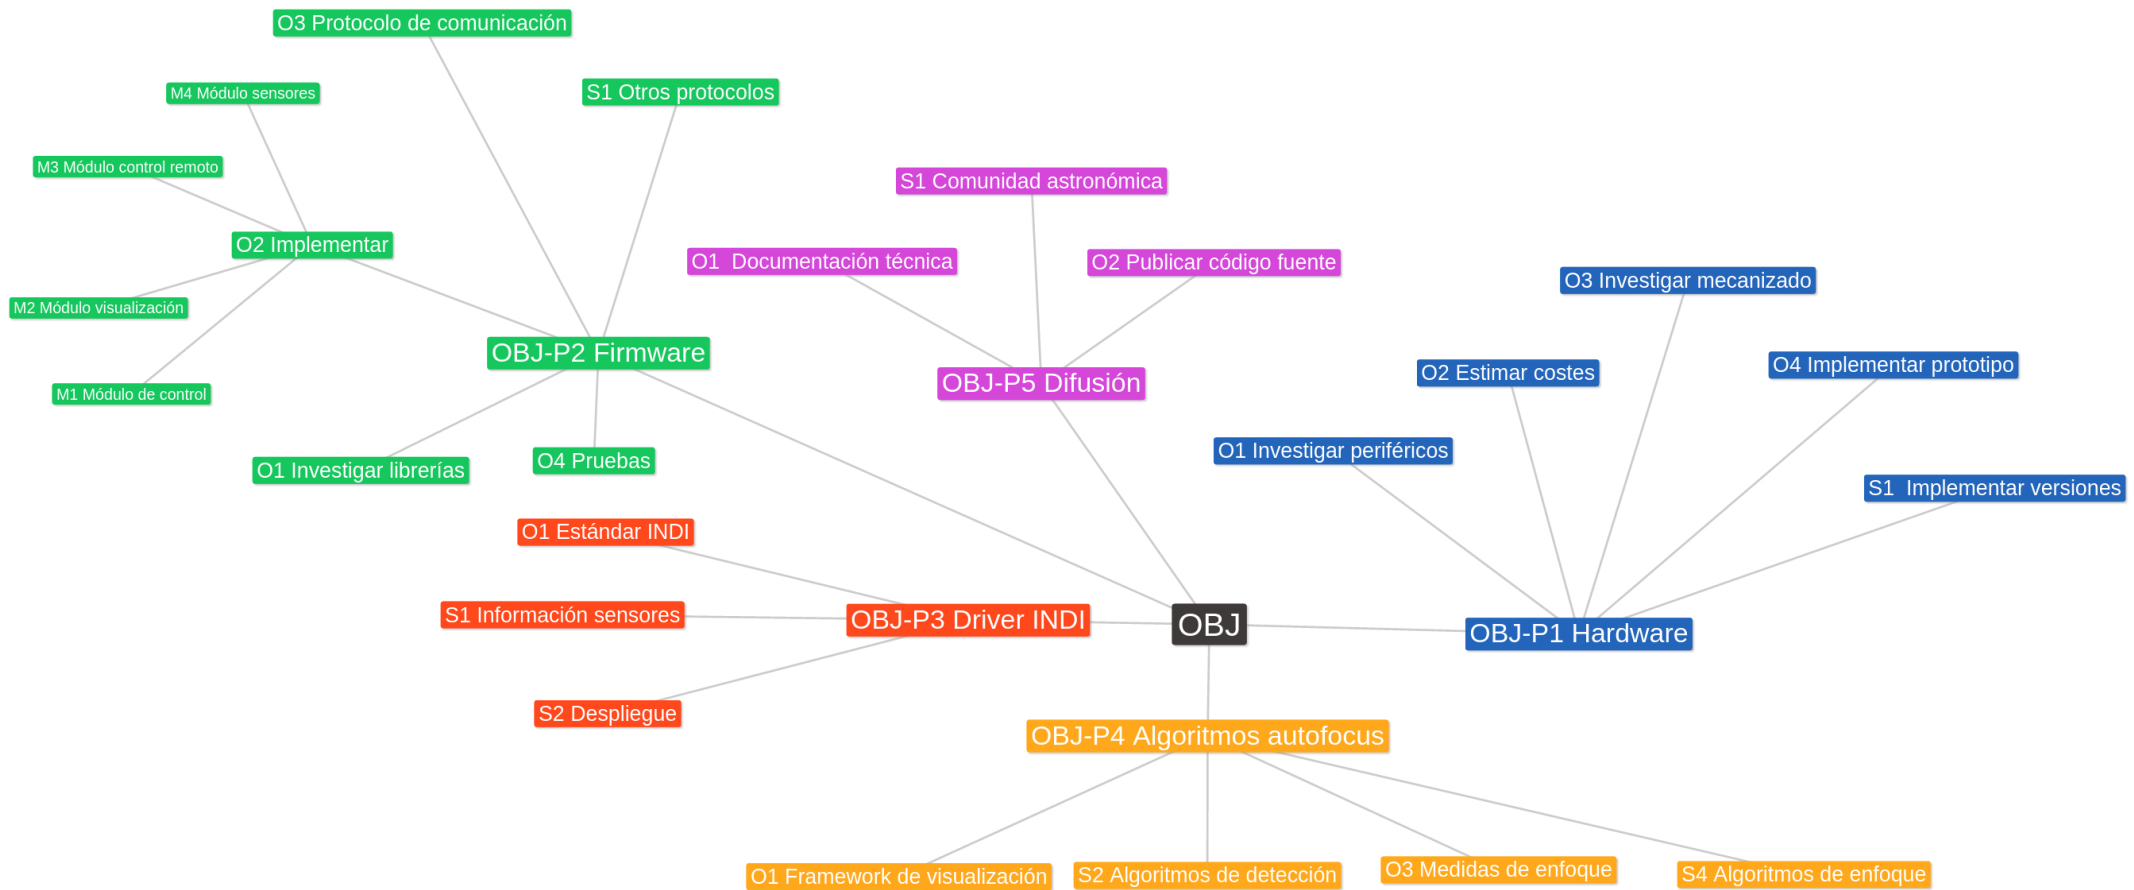 O3 Protocolo de comunicación
M4 Módulo sensores
S1 Otros protocolos
M3 Módulo control remoto
O2 Implementar
M2 Módulo visualización
M1 Módulo de control
OBJ-P2 Firmware
O1 Investigar librerías
O4 Pruebas
S1 Comunidad astronómica
O1  Documentación técnica
O2 Publicar código fuente
OBJ-P5 Difusión
O3 Investigar mecanizado
O2 Estimar costes
O4 Implementar prototipo
O1 Investigar periféricos
S1  Implementar versiones
O1 Estándar INDI
S1 Información sensores
OBJ-P3 Driver INDI
OBJ
OBJ-P1 Hardware
S2 Despliegue
OBJ-P4 Algoritmos autofocus
O1 Framework de visualización
S2 Algoritmos de detección
O3 Medidas de enfoque
S4 Algoritmos de enfoque